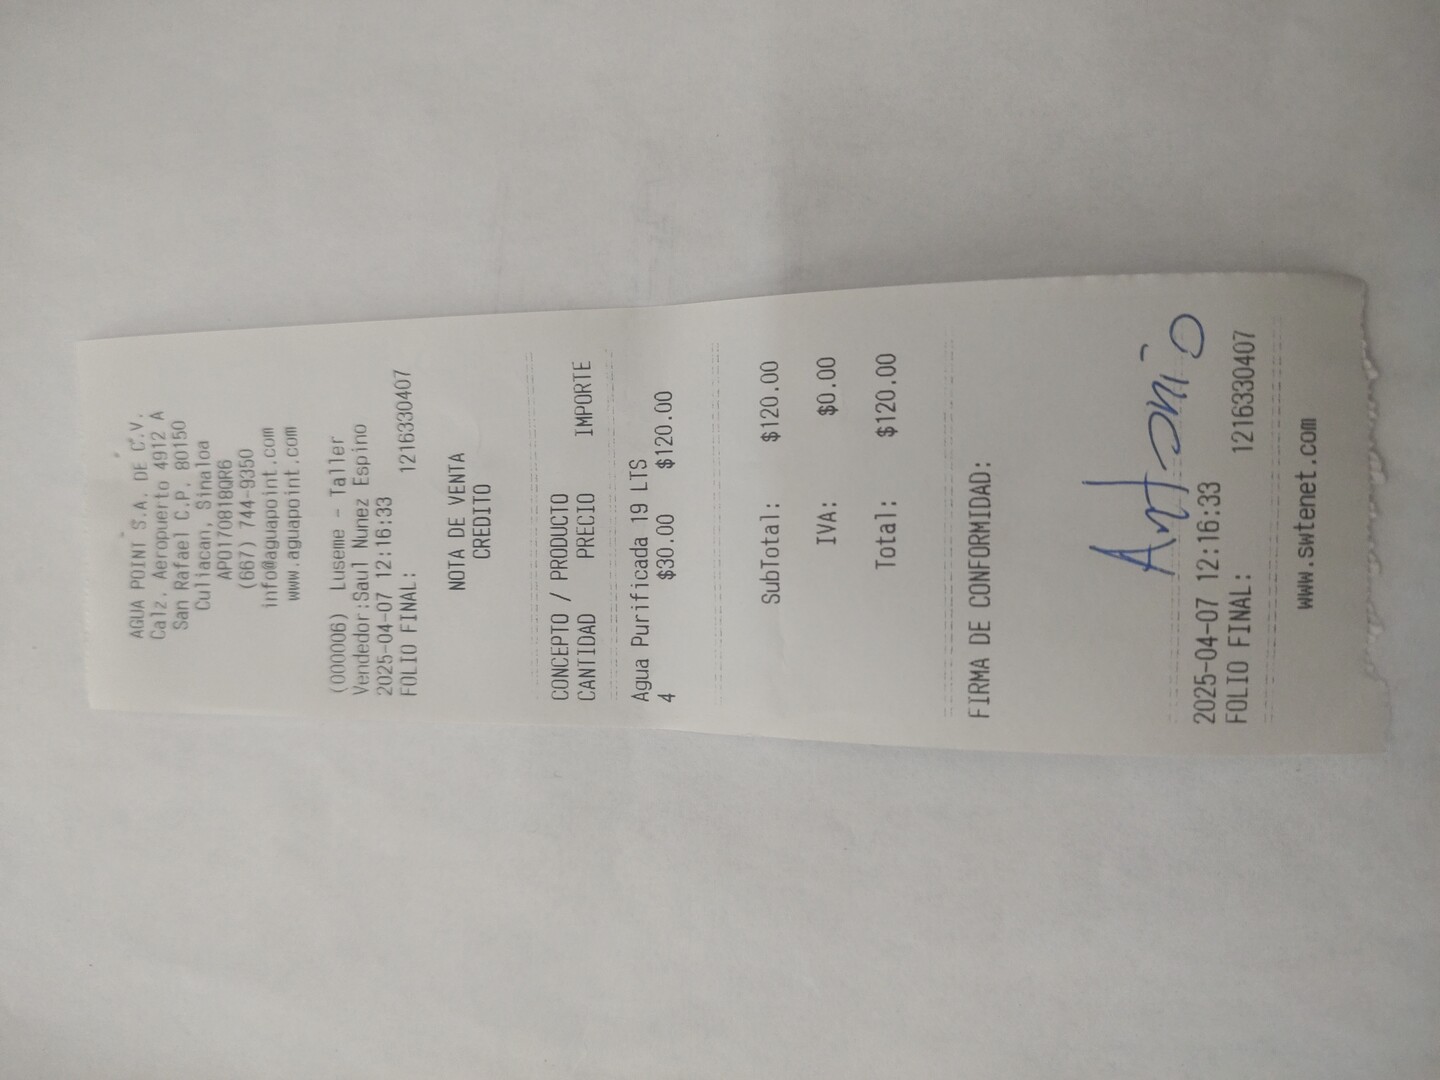 AGUA POINT S.A. DE C.V.
Calz. Aeropuerto 4912 A
San Rafael C.P. 80150
Culiacan, Sinaloa
APO170818QR6
(667) 744-9350
info@aguapoint.com
www.aguapoint.com
(000006) Luseme - Taller
Vendedor:Saul Nunez Espino
2025-04-07 12:16:33
FOLIO FINAL: 1216330407
NOTA DE VENTA
CREDITO
CONCEPTO / PRODUCTO
CANTIDAD PRECIO IMPORTE
Agua Purificada 19 LTS
4 $30.00 $120.00
SubTotal: $120.00
IVA: $0.00
Total: $120.00
FIRMA DE CONFORMIDAD:
Antonio
2025-04-07 12:16:33
FOLIO FINAL: 1216330407
www.swtenet.com